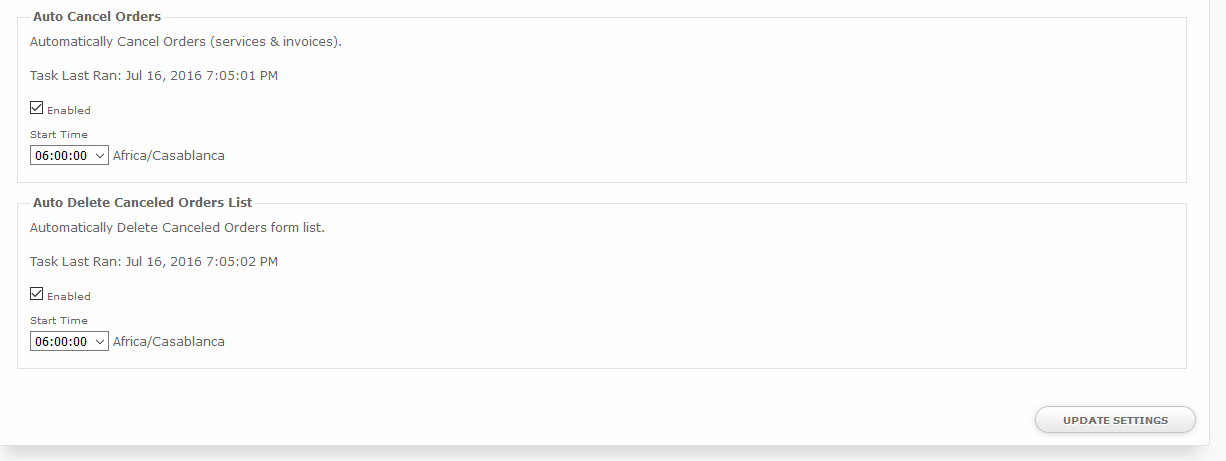 Auto Cancel Orders
Automatically Cancel Orders (services & invoices).
Task Last Ran: Jul 16, 2016 7:05:01 PM
Enabled
Start Time
06:00:00 Africa/Casablanca
Auto Delete Canceled Orders List
Automatically Delete Canceled Orders form list.
Task Last Ran: Jul 16, 2016 7:05:02 PM
Enabled
Start Time
06:00:00 Africa/Casablanca
UPDATE SETTINGS